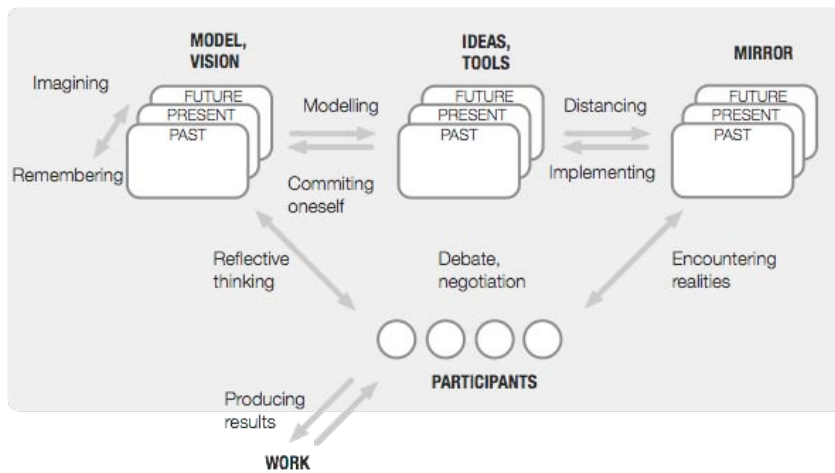 MODEL,
VISION
IDEAS,
TOOLS
MIRROR
Imagining
Remembering
FUTURE
PRESENT
PAST
Modelling
Commiting
oneself
FUTURE
PRESENT
PAST
Distancing
Implementing
FUTURE
PRESENT
PAST
Reflective
thinking
Debate,
negotiation
Encountering
realities
PARTICIPANTS
Producing
results
WORK